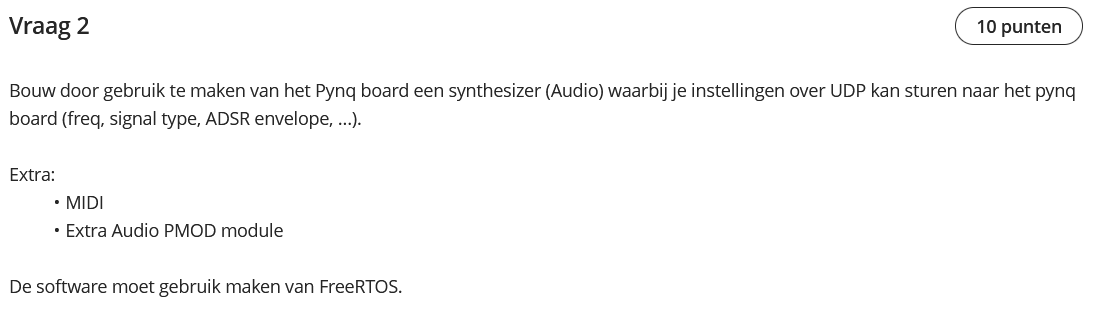 Vraag 2
10 punten
Bouw door gebruik te maken van het Pynq board een synthesizer (Audio) waarbij je instellingen over UDP kan sturen naar het pynq
board (freq, signal type, ADSR envelope, ...).
Extra:
• MIDI
• Extra Audio PMOD module
De software moet gebruik maken van FreeRTOS.